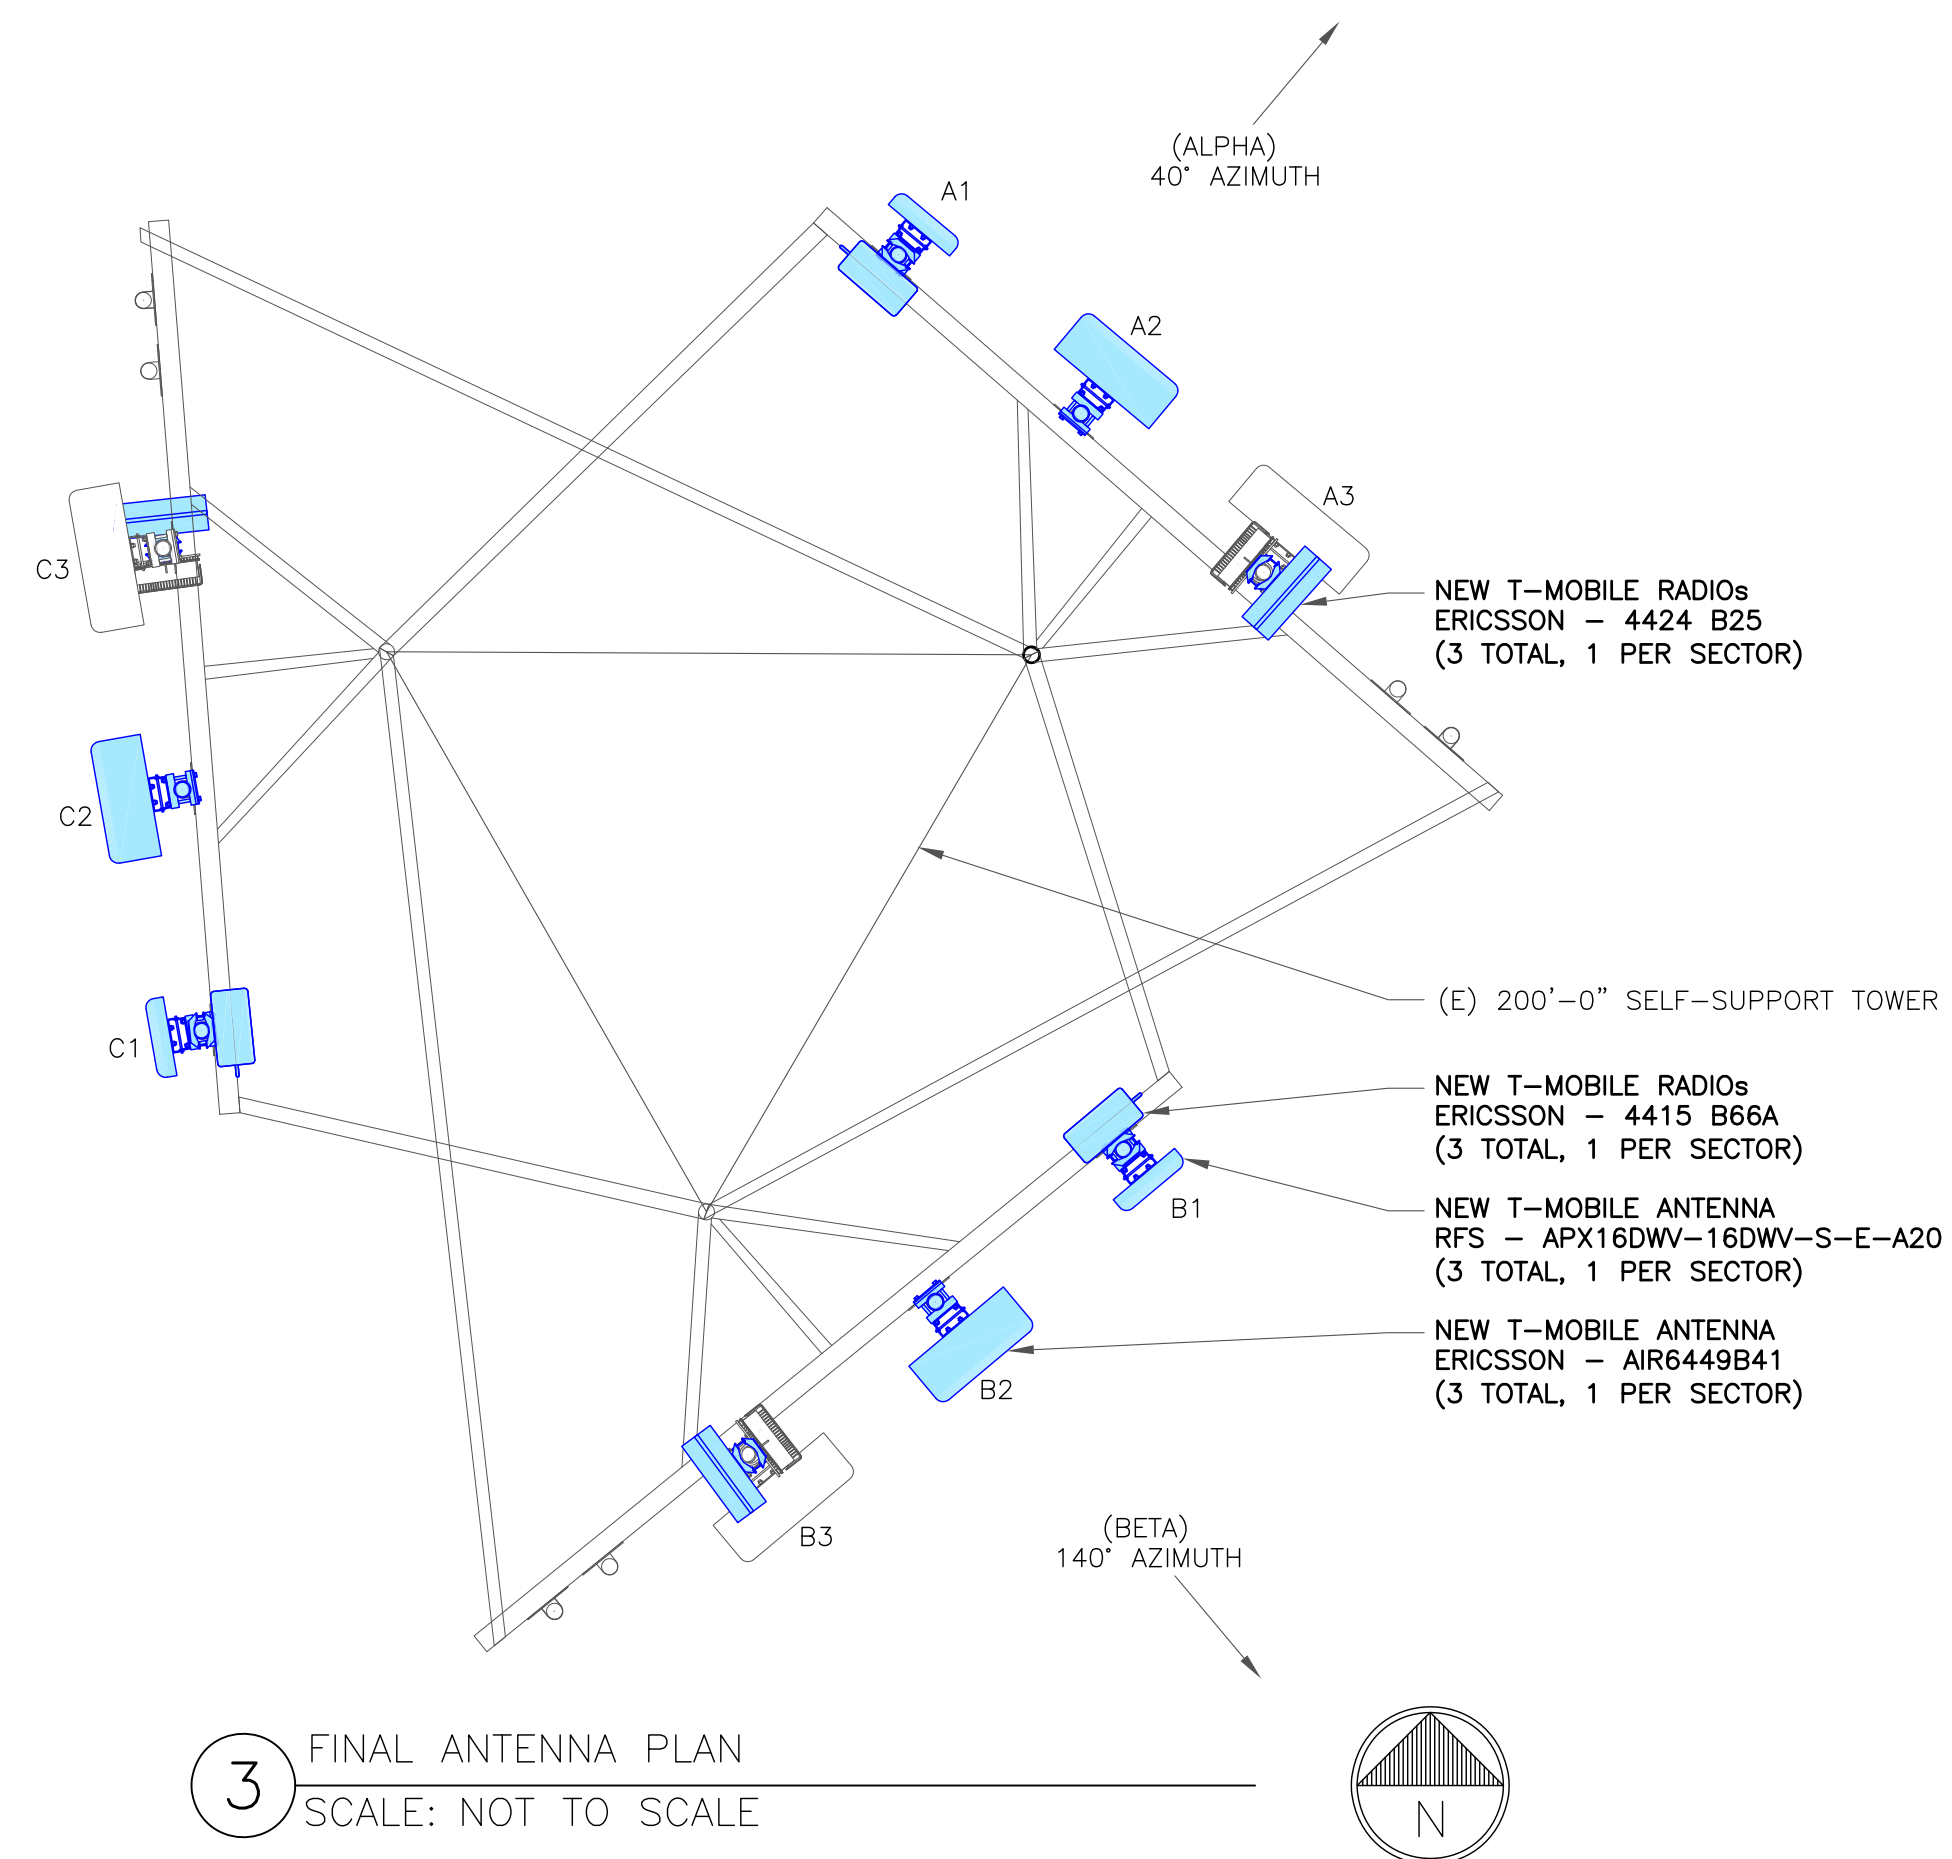 (ALPHA)
40° AZIMUTH
A1
A2
A3
C3
C2
C1
NEW T-MOBILE RADIOs
ERICSSON - 4424 B25
(3 TOTAL, 1 PER SECTOR)
(E) 200'-0" SELF-SUPPORT TOWER
NEW T-MOBILE RADIOs
ERICSSON - 4415 B66A
(3 TOTAL, 1 PER SECTOR)
NEW T-MOBILE ANTENNA
RFS - APX16DWV-16DWV-S-E-A20
(3 TOTAL, 1 PER SECTOR)
NEW T-MOBILE ANTENNA
ERICSSON - AIR6449B41
(3 TOTAL, 1 PER SECTOR)
B1
B2
B3
(BETA)
140° AZIMUTH
3
FINAL ANTENNA PLAN
SCALE: NOT TO SCALE
N